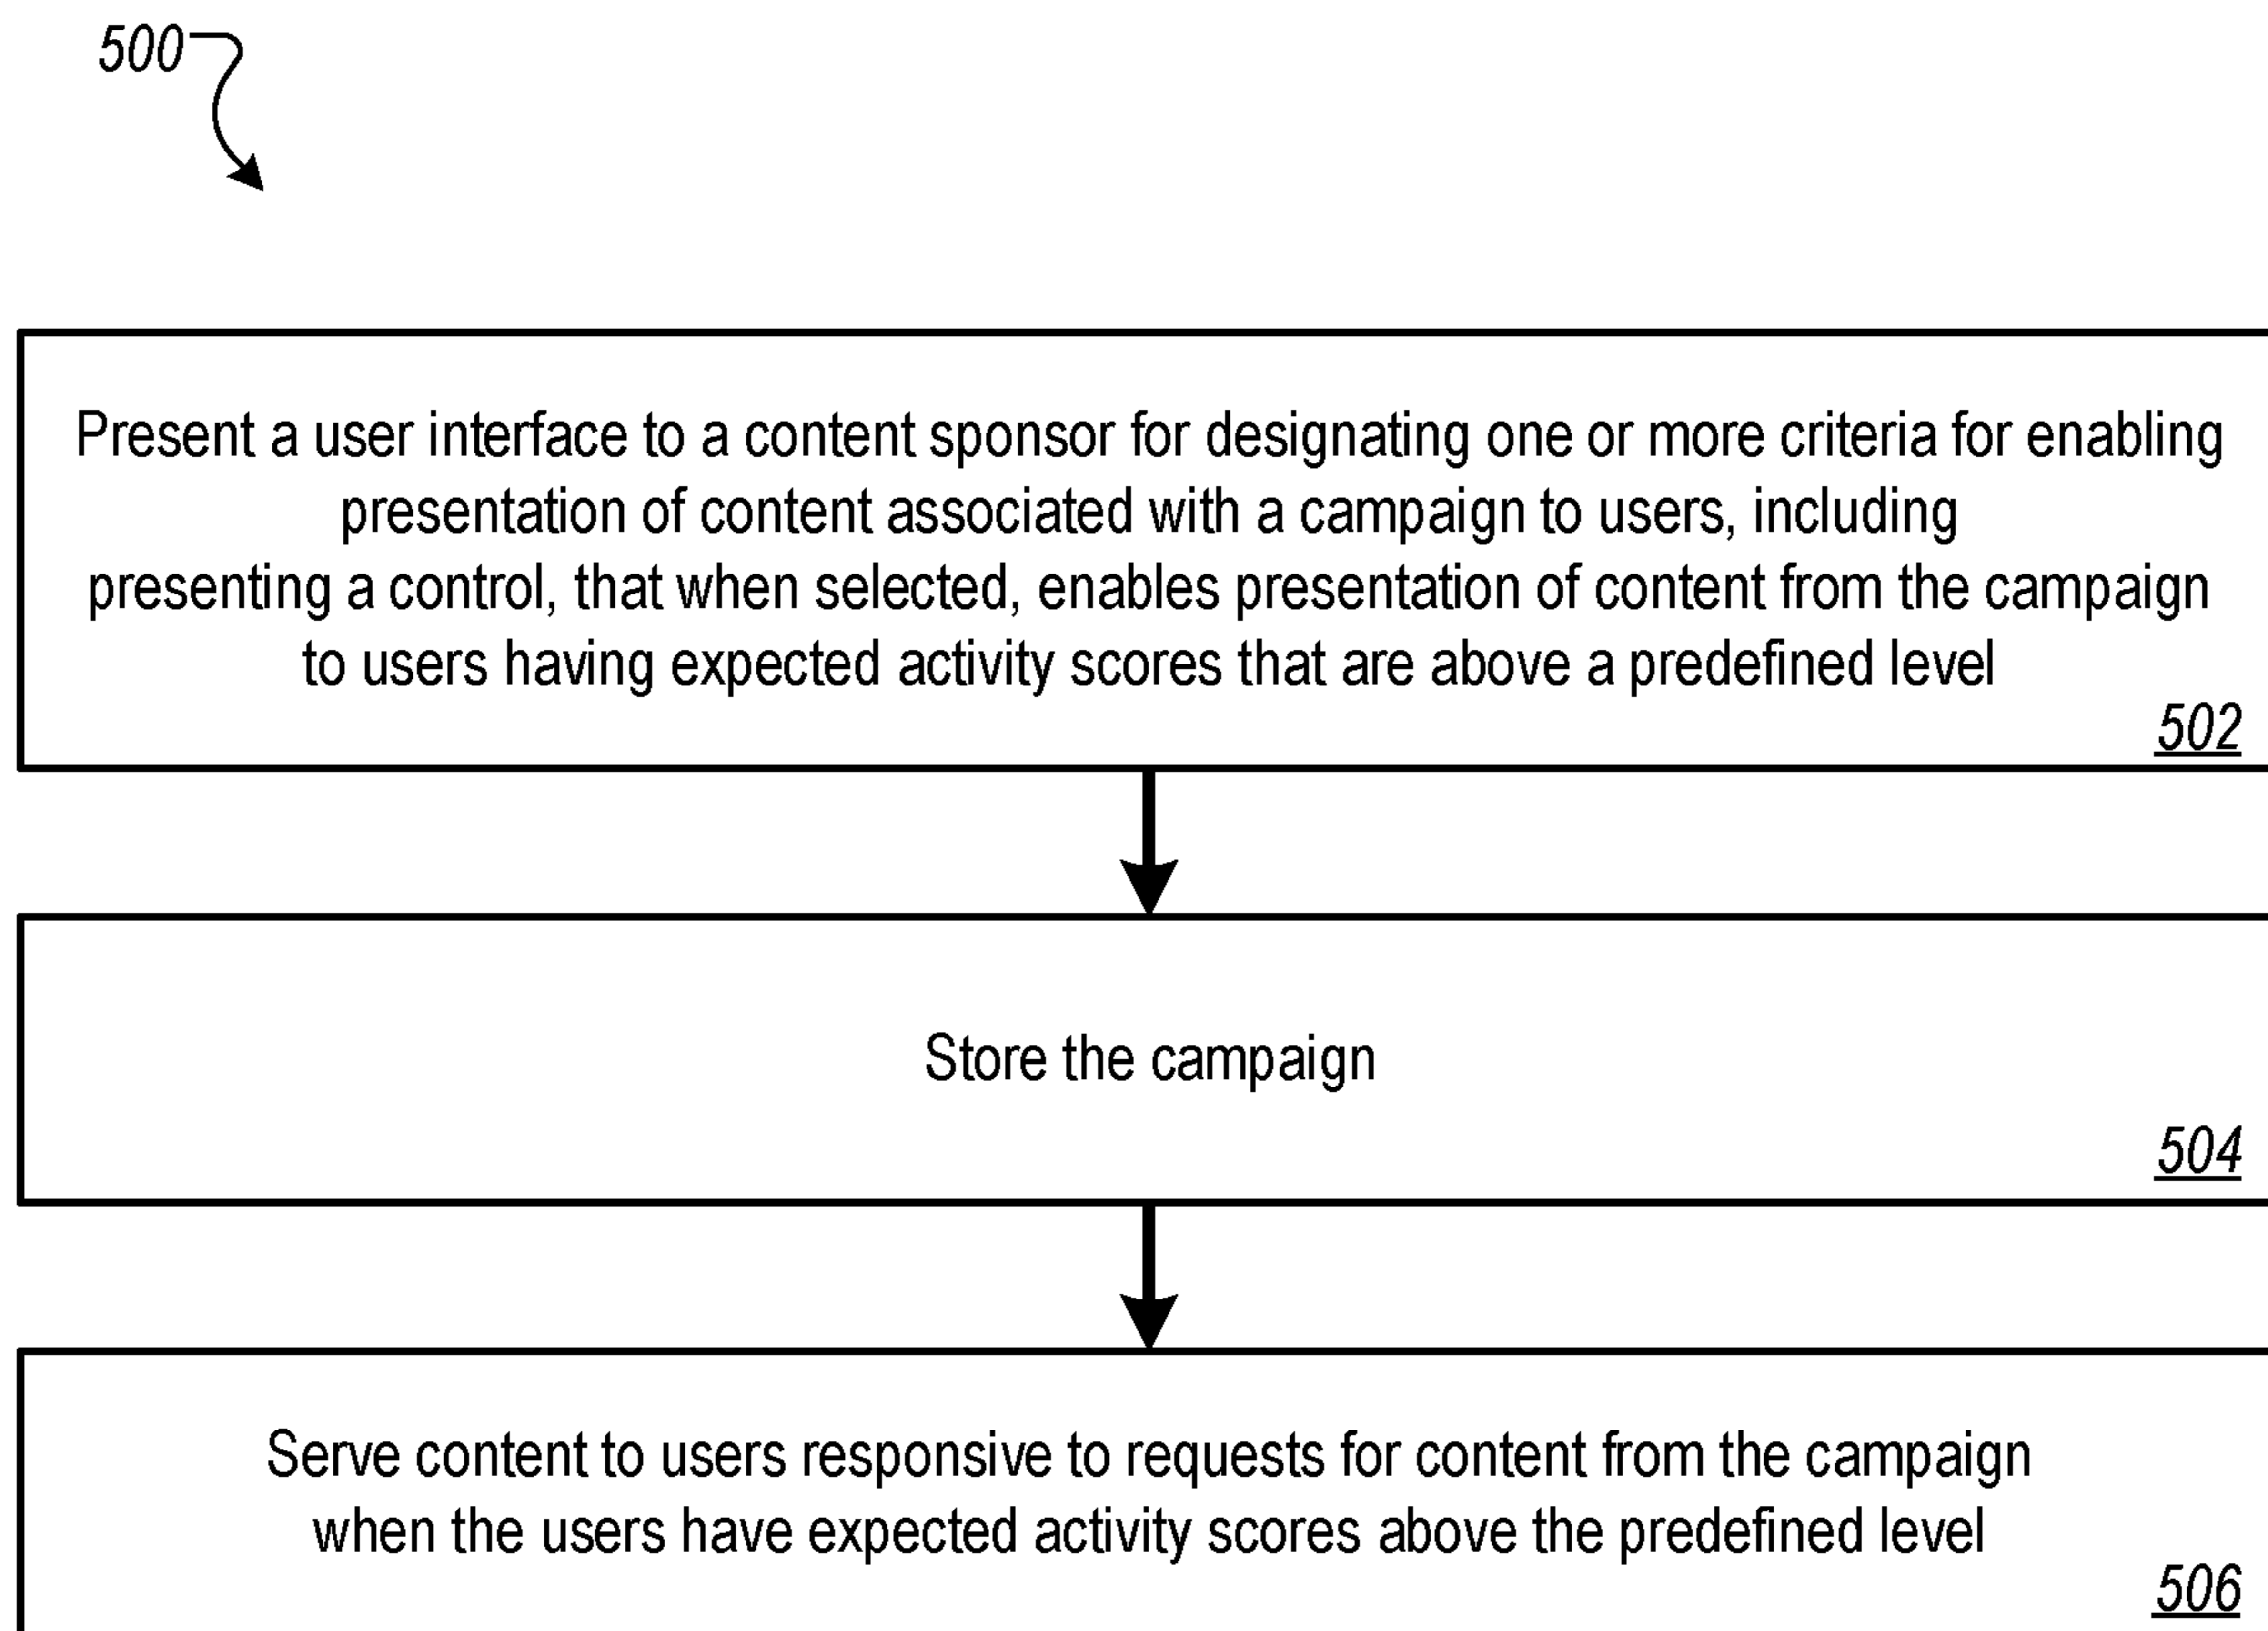 500
Present a user interface to a content sponsor for designating one or more criteria for enabling
presentation of content associated with a campaign to users, including
presenting a control, that when selected, enables presentation of content from the campaign
to users having expected activity scores that are above a predefined level
502
Store the campaign
504
Serve content to users responsive to requests for content from the campaign
when the users have expected activity scores above the predefined level
506